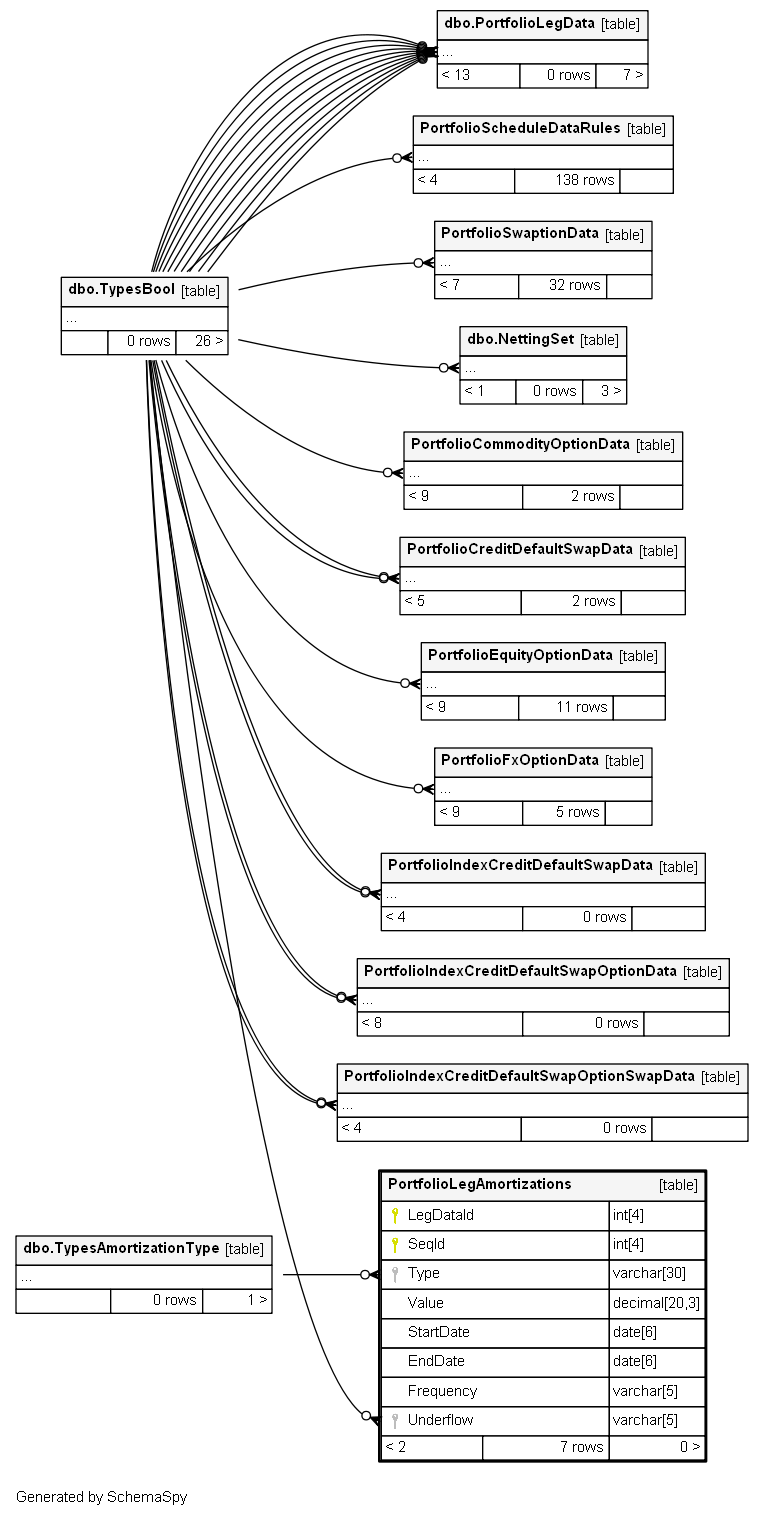 dbo.PortfolioLegData [table]
...
< 13 0 rows 7 >
PortfolioScheduleDataRules [table]
...
< 4 138 rows
PortfolioSwaptionData [table]
...
< 7 32 rows
dbo.TypesBool [table]
...
0 rows 26 >
dbo.NettingSet [table]
...
< 1 0 rows 3 >
PortfolioCommodityOptionData [table]
...
< 9 2 rows
PortfolioCreditDefaultSwapData [table]
...
< 5 2 rows
PortfolioEquityOptionData [table]
...
< 9 11 rows
PortfolioFxOptionData [table]
...
< 9 5 rows
PortfolioIndexCreditDefaultSwapData [table]
...
< 4 0 rows
PortfolioIndexCreditDefaultSwapOptionData [table]
...
< 8 0 rows
PortfolioIndexCreditDefaultSwapOptionSwapData [table]
...
< 4 0 rows
PortfolioLegAmortizations [table]
LegDataId int[4]
SeqId int[4]
Type varchar[30]
Value decimal[20,3]
StartDate date[6]
EndDate date[6]
Frequency varchar[5]
Underflow varchar[5]
< 2 7 rows 0 >
dbo.TypesAmortizationType [table]
...
0 rows 1 >
Generated by SchemaSpy